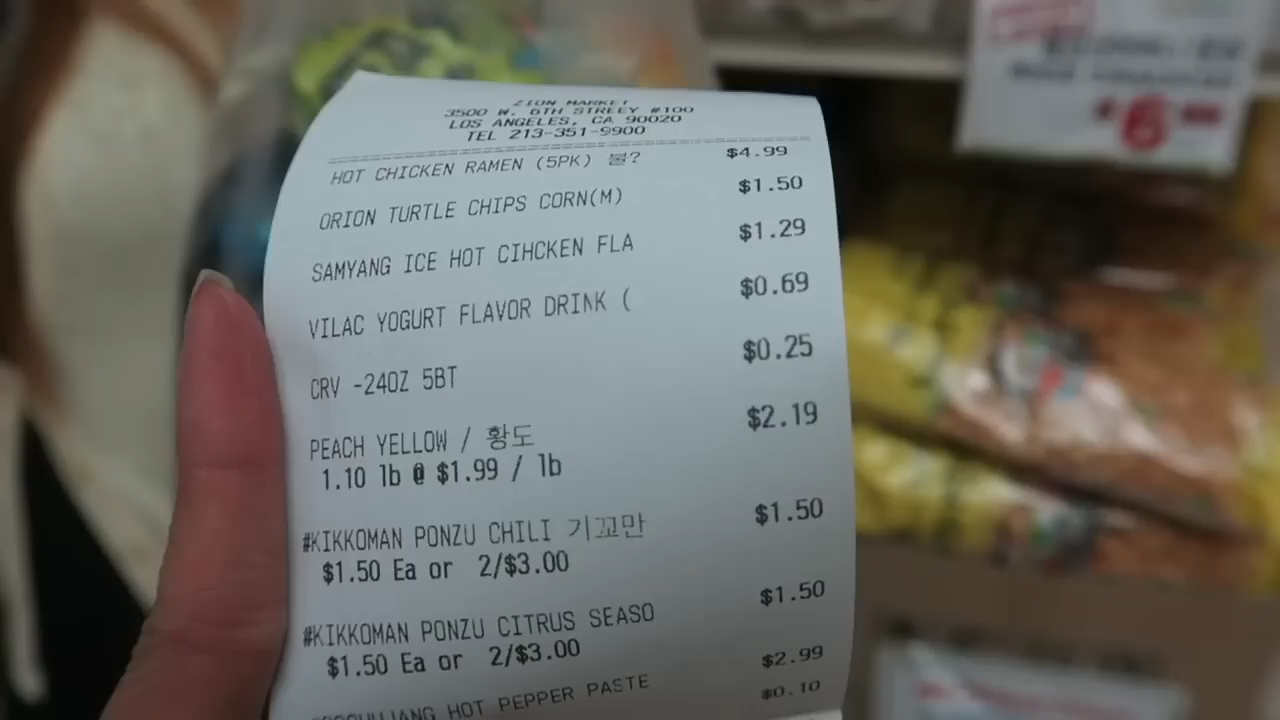 ZION MARKET
3500 W. 6TH STREEY #100
LOS ANGELES, CA 90020
TEL 213-351-9900
HOT CHICKEN RAMEN (5PK) 불? $4.99
ORION TURTLE CHIPS CORN(M) $1.50
SAMYANG ICE HOT CIHCKEN FLA $1.29
VILAC YOGURT FLAVOR DRINK ( $0.69
CRV -24OZ 5BT $0.25
PEACH YELLOW / 황도 $2.19
1.10 lb @ $1.99 / lb
#KIKKOMAN PONZU CHILI 기꼬만 $1.50
$1.50 Ea or 2/$3.00
#KIKKOMAN PONZU CITRUS SEASO $1.50
$1.50 Ea or 2/$3.00
HOT PEPPER PASTE $2.99
$0.10
$6